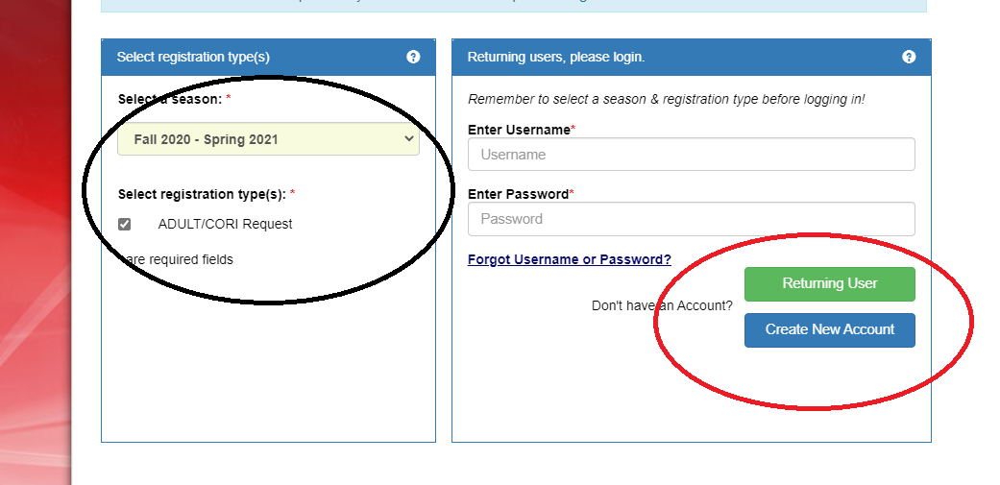 Select registration type(s)
Select a season: *
Fall 2020 - Spring 2021
Select registration type(s): *
ADULT/CORI Request
are required fields
Returning users, please login.
Remember to select a season & registration type before logging in!
Enter Username*
Username
Enter Password*
Password
Forgot Username or Password?
Returning User
Don't have an Account?
Create New Account